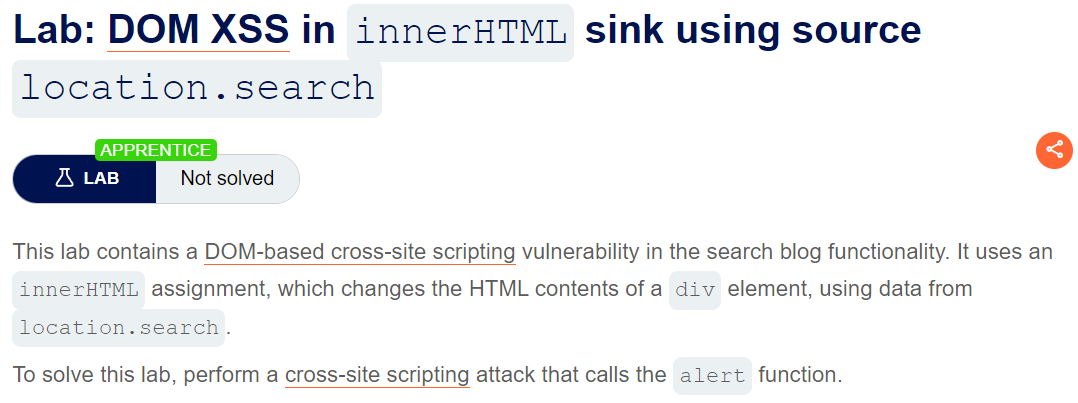 Lab: DOM XSS in innerHTML sink using source
location.search
APPRENTICE
LAB Not solved
This lab contains a DOM-based cross-site scripting vulnerability in the search blog functionality. It uses an
innerHTML assignment, which changes the HTML contents of a div element, using data from
location.search.
To solve this lab, perform a cross-site scripting attack that calls the alert function.